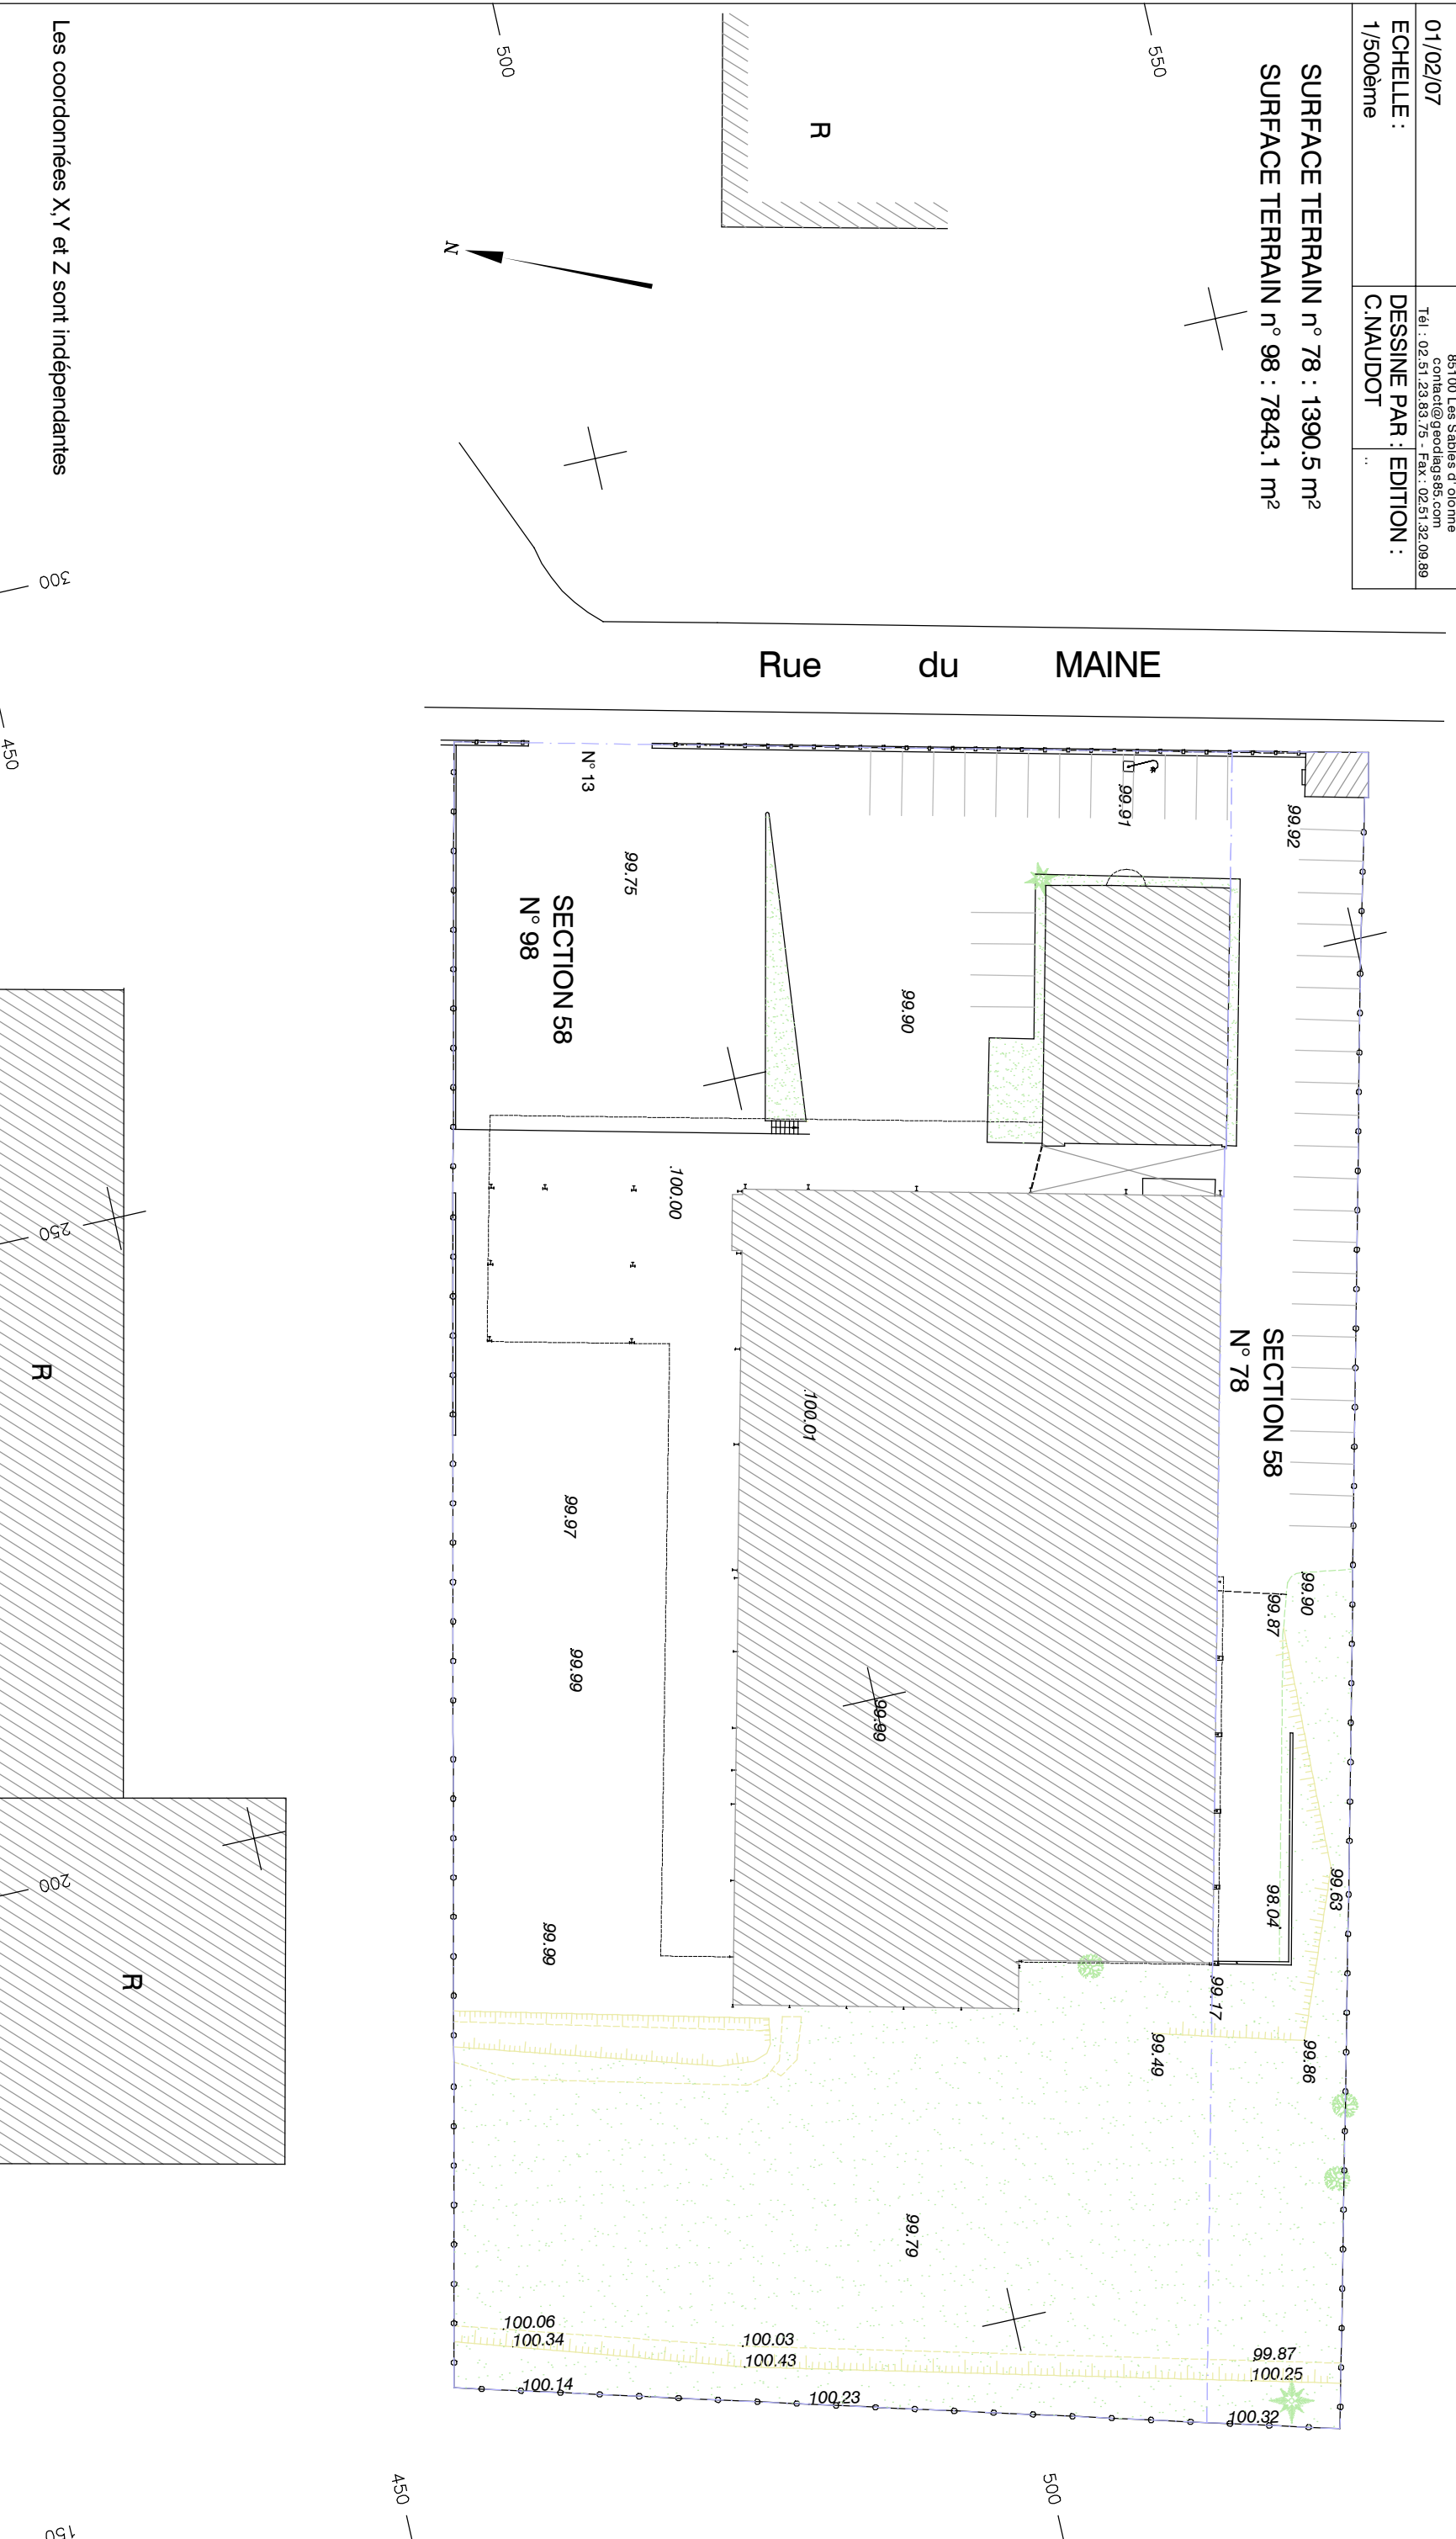 01/02/07
85100 Les Sables d'olonne
contact@geodiags85.com
Tél : 02.51.23.83.75 - Fax : 02.51.32.09.89
ECHELLE :
1/500ème
DESSINE PAR :
C.NAUDOT
EDITION :
..
SURFACE TERRAIN n° 78 : 1390.5 m²
SURFACE TERRAIN n° 98 : 7843.1 m²
550
500
R
N
Les coordonnées X,Y et Z sont indépendantes
300
450
Rue du MAINE
N° 13
99.91
99.92
99.75
SECTION 58
N° 98
99.90
100.00
250
SECTION 58
N° 78
R
100.01
99.97
99.90
99.87
99.99
99.99
98.04
99.63
200
R
99.99
99.17
99.49
99.86
99.79
100.06
100.34
100.03
100.43
99.87
100.25
100.14
100.23
100.32
450
500
150